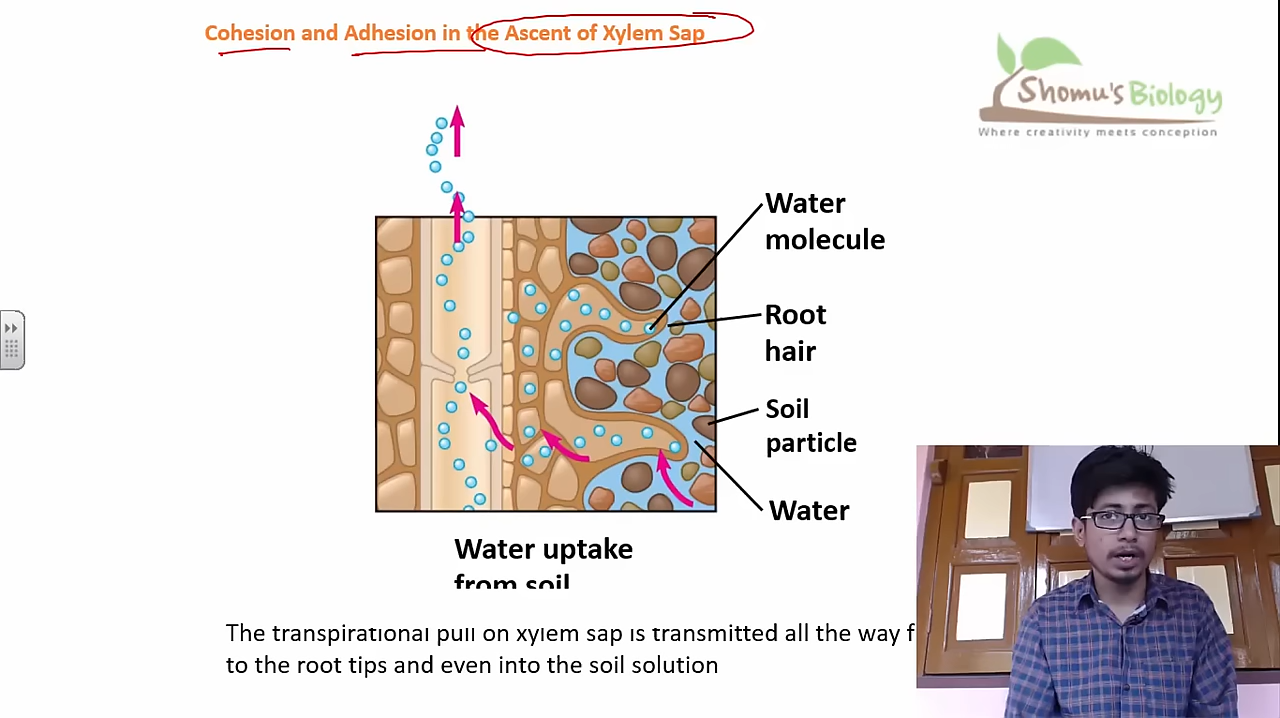 Cohesion and Adhesion in the Ascent of Xylem Sap
Shomu's Biology
Where creativity meets conception
Water
molecule
Root
hair
Soil
particle
Water
Water uptake
from soil
The transpirational pull on xylem sap is transmitted all the way f
to the root tips and even into the soil solution